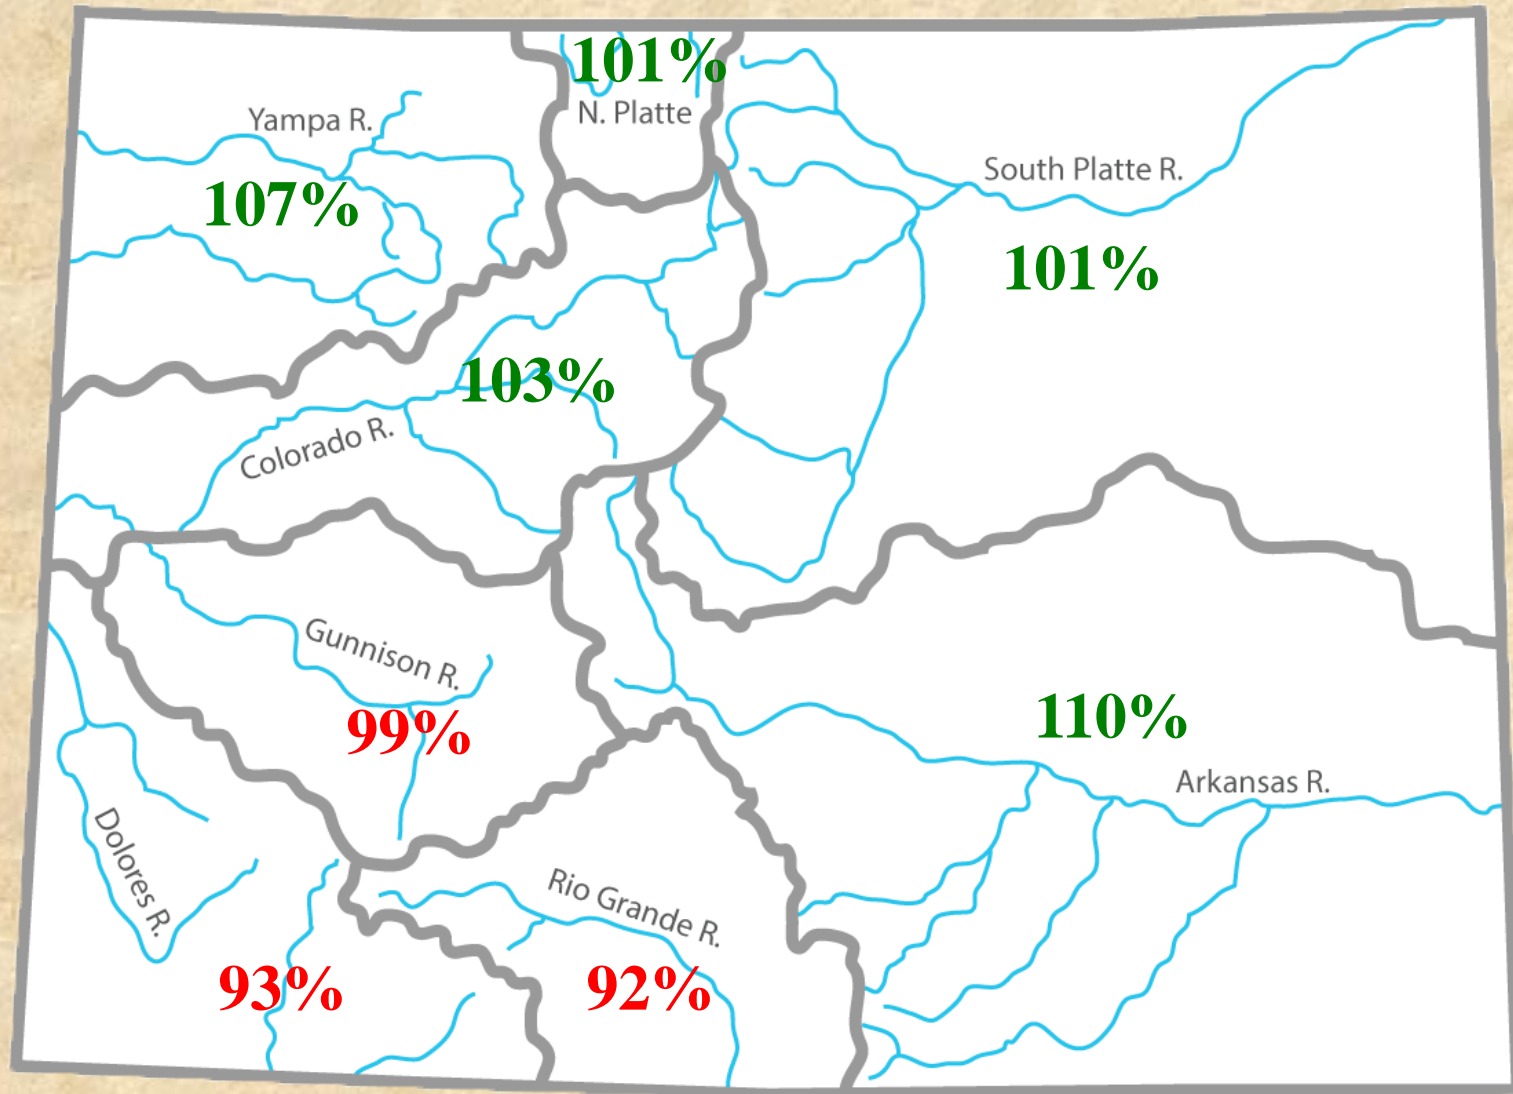 101%
N. Platte
Yampa R.
107%
South Platte R.
101%
103%
Colorado R.
Gunnison R.
99%
110%
Arkansas R.
Dolores R.
Rio Grande R.
93%
92%